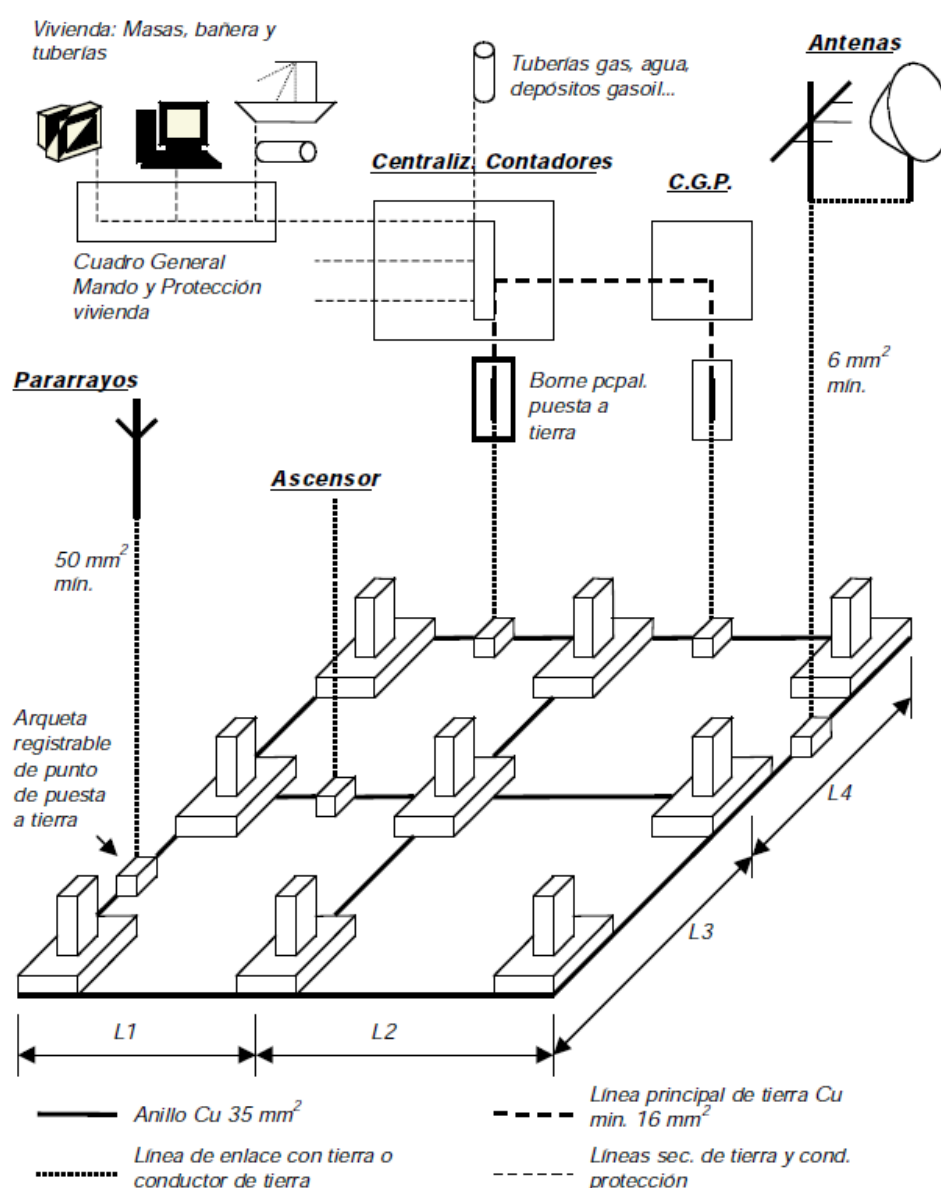 Vivienda: Masas, bañera y
tuberías
Antenas
Tuberías gas, agua,
depósitos gasoil...
Centraliz. Contadores
C.G.P.
Cuadro General
Mando y Protección
vivienda
Pararrayos
Borne pcpal.
puesta a
tierra
6 mm²
mín.
Ascensor
50 mm²
mín.
Arqueta
registrable
de punto
de puesta
a tierra
L4
L3
L1
L2
Anillo Cu 35 mm²
Línea principal de tierra Cu
min. 16 mm²
Línea de enlace con tierra o
conductor de tierra
Líneas sec. de tierra y cond.
protección